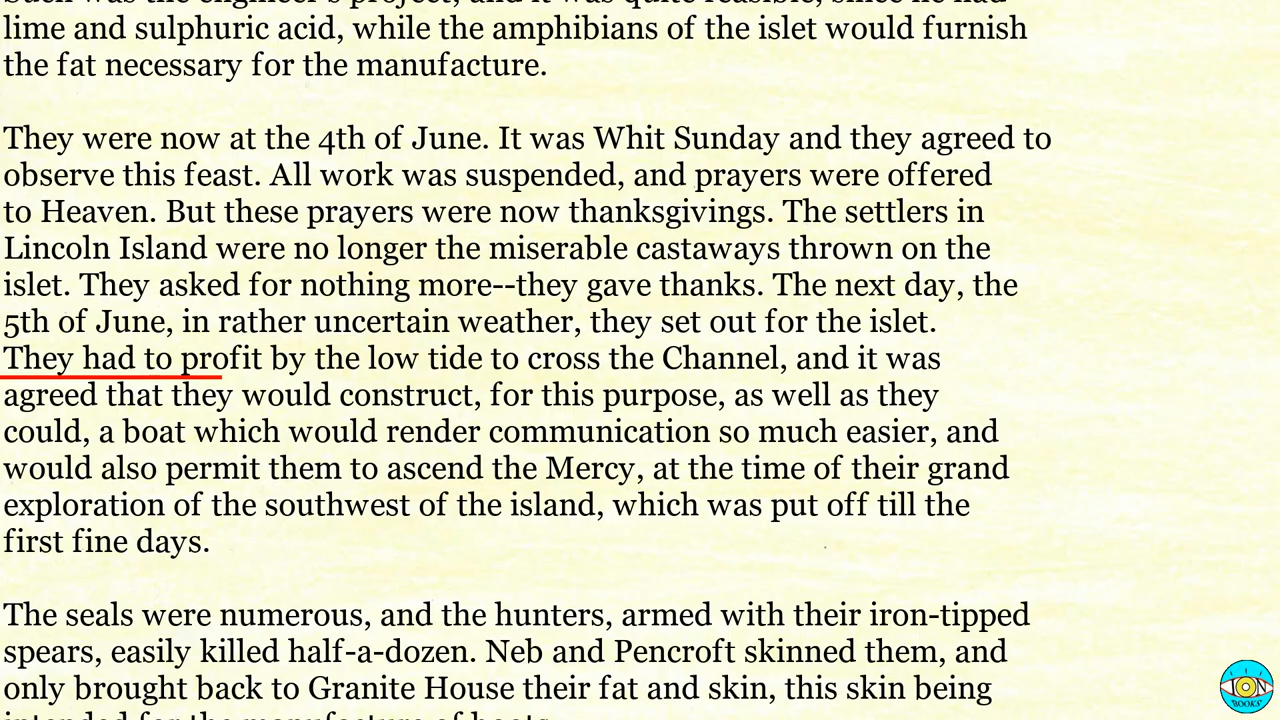 lime and sulphuric acid, while the amphibians of the islet would furnish
the fat necessary for the manufacture.
They were now at the 4th of June. It was Whit Sunday and they agreed to
observe this feast. All work was suspended, and prayers were offered
to Heaven. But these prayers were now thanksgivings. The settlers in
Lincoln Island were no longer the miserable castaways thrown on the
islet. They asked for nothing more--they gave thanks. The next day, the
5th of June, in rather uncertain weather, they set out for the islet.
They had to profit by the low tide to cross the Channel, and it was
agreed that they would construct, for this purpose, as well as they
could, a boat which would render communication so much easier, and
would also permit them to ascend the Mercy, at the time of their grand
exploration of the southwest of the island, which was put off till the
first fine days.
The seals were numerous, and the hunters, armed with their iron-tipped
spears, easily killed half-a-dozen. Neb and Pencroft skinned them, and
only brought back to Granite House their fat and skin, this skin being
ION
BOOKS